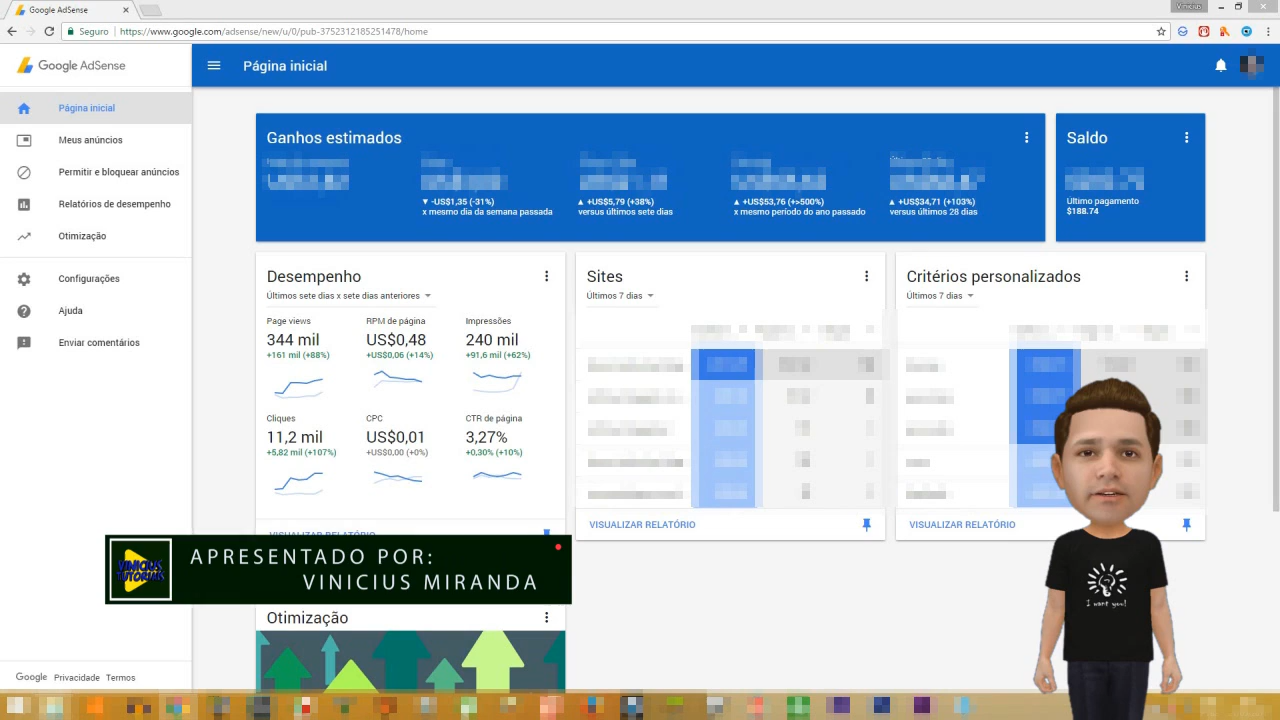 Google AdSense
Vinícius
Seguro
https://www.google.com/adsense/new/u/0/pub-3752312185251478/home
Google AdSense
Página inicial
Página inicial
Meus anúncios
Permitir e bloquear anúncios
Relatórios de desempenho
Otimização
Configurações
Ajuda
Enviar comentários
Ganhos estimados
-US$1,35 (-31%)
x mesmo dia da semana passada
+US$5,79 (+38%)
versus últimos sete dias
+US$53,76 (+>500%)
x mesmo período do ano passado
+US$34,71 (+103%)
versus últimos 28 dias
Saldo
Último pagamento
$188.74
Desempenho
Últimos sete dias x sete dias anteriores
Page views
344 mil
+161 mil (+88%)
RPM de página
US$0,48
+US$0,06 (+14%)
Impressões
240 mil
+91,6 mil (+62%)
Cliques
11,2 mil
+5,82 mil (+107%)
CPC
US$0,01
+US$0,00 (+0%)
CTR de página
3,27%
+0,30% (+10%)
VISUALIZAR RELATÓRIO
Sites
Últimos 7 dias
VISUALIZAR RELATÓRIO
Critérios personalizados
Últimos 7 dias
VISUALIZAR RELATÓRIO
VINICIUS
TUTORIAIS
APRESENTADO POR:
VINICIUS MIRANDA
I want you!
Otimização
Google Privacidade Termos